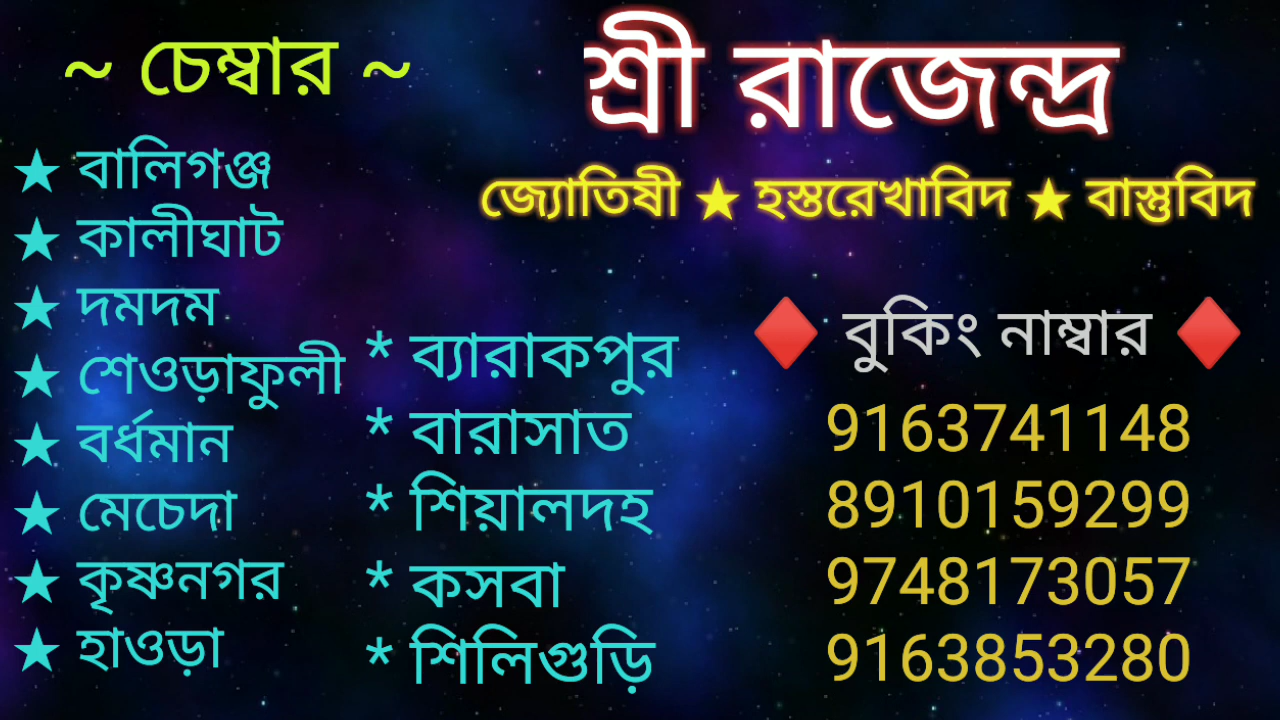 ~ চেম্বার ~
★ বালিগঞ্জ
★ কালীঘাট
★ দমদম
★ শেওড়াফুলী
★ বর্ধমান
★ মেচেদা
★ কৃষ্ণনগর
★ হাওড়া
* ব্যারাকপুর
* বারাসাত
* শিয়ালদহ
* কসবা
* শিলিগুড়ি
শ্রী রাজেন্দ্র
জ্যোতিষী ★ হস্তরেখাবিদ ★ বাস্তুবিদ
♦ বুকিং নাম্বার ♦
9163741148
8910159299
9748173057
9163853280